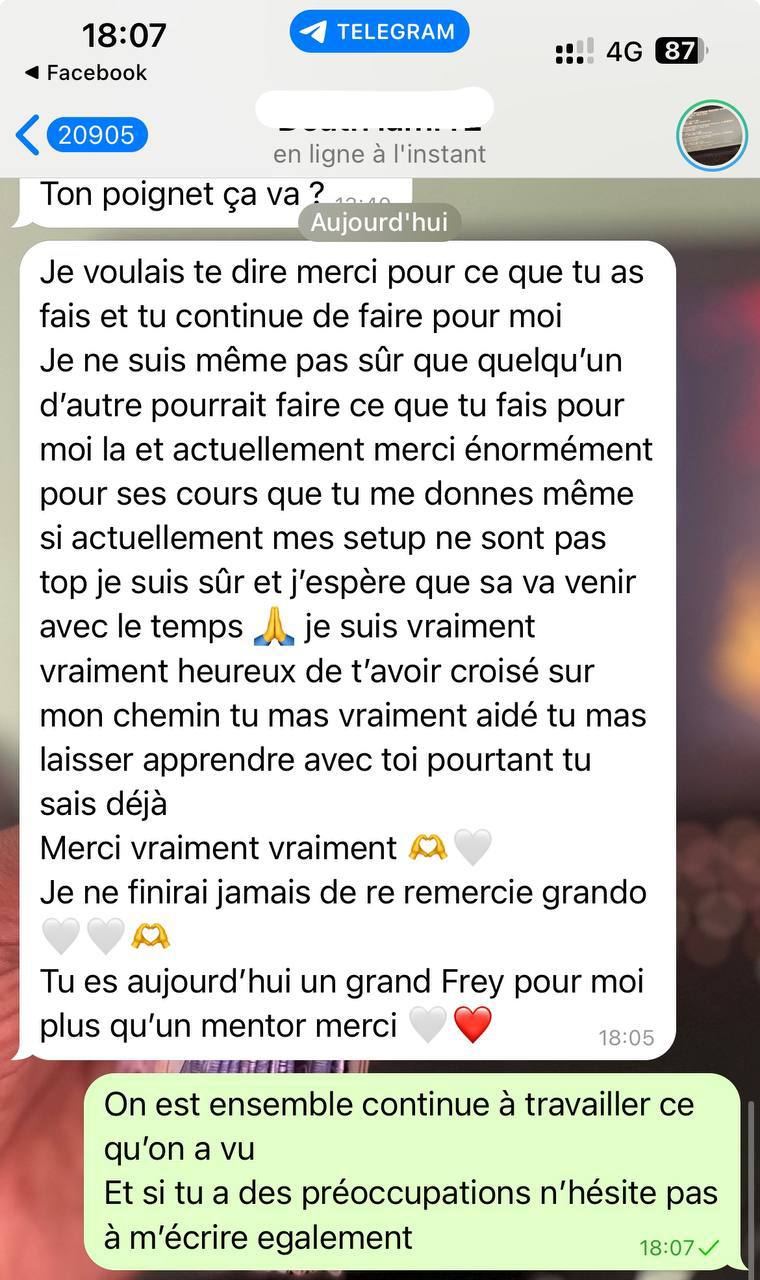 18:07
TELEGRAM
4G 87
◀ Facebook
20905
en ligne à l'instant
Ton poignet ça va ?
Aujourd'hui
Je voulais te dire merci pour ce que tu as
fais et tu continue de faire pour moi
Je ne suis même pas sûr que quelqu’un
d’autre pourrait faire ce que tu fais pour
moi la et actuellement merci énormément
pour ses cours que tu me donnes même
si actuellement mes setup ne sont pas
top je suis sûr et j’espère que sa va venir
avec le temps 🙏 je suis vraiment
vraiment heureux de t’avoir croisé sur
mon chemin tu mas vraiment aidé tu mas
laisser apprendre avec toi pourtant tu
sais déjà
Merci vraiment vraiment 🫶🤍
Je ne finirai jamais de re remercie grando
🤍🤍🫶
Tu es aujourd’hui un grand Frey pour moi
plus qu’un mentor merci 🤍❤️
18:05
On est ensemble continue à travailler ce
qu’on a vu
Et si tu a des préoccupations n’hésite pas
à m’écrire egalement
18:07